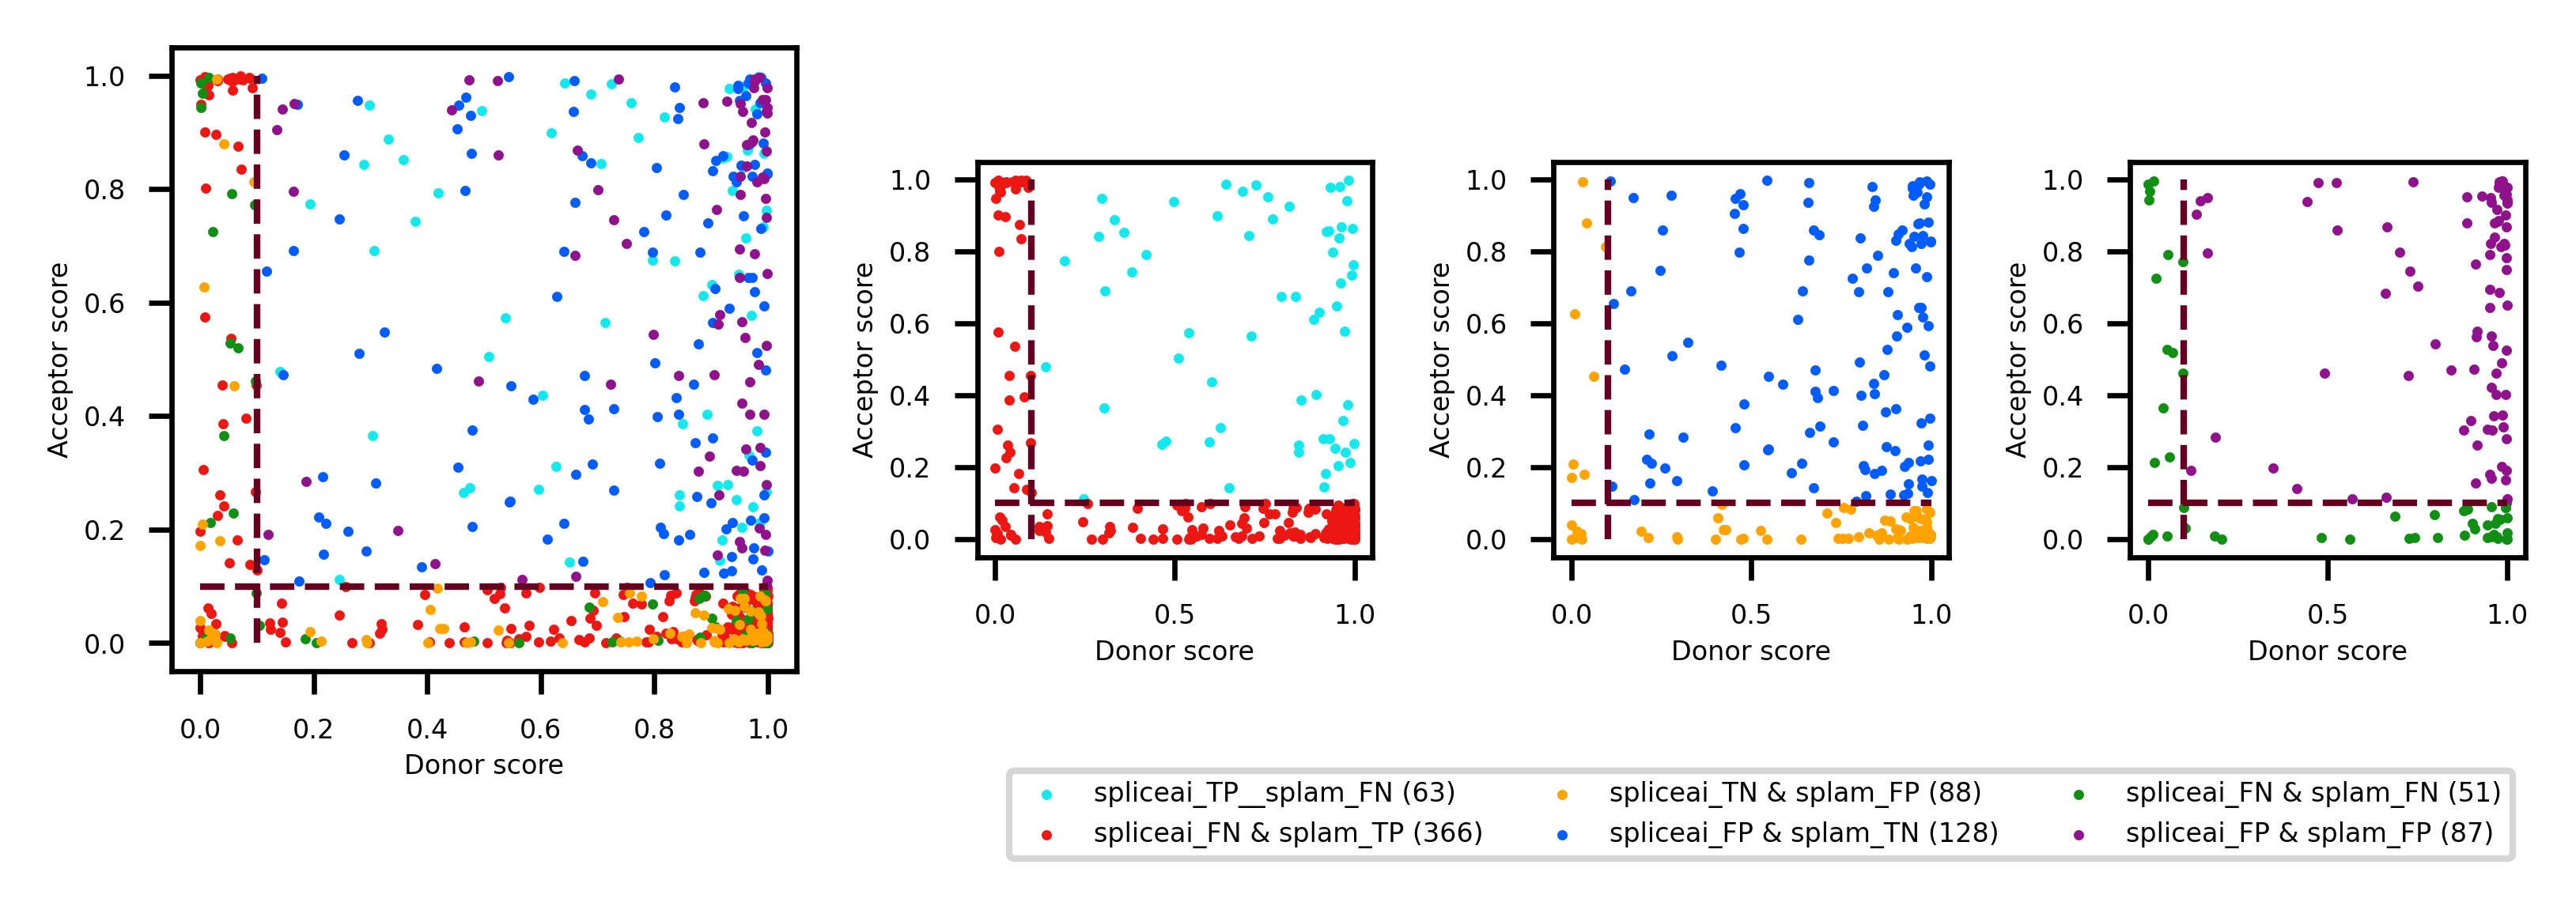 1.0
0.8
0.6
0.4
0.2
0.0
Acceptor score
0.0 0.2 0.4 0.6 0.8 1.0
Donor score
1.0
0.8
0.6
0.4
0.2
0.0
Acceptor score
0.0 0.5 1.0
Donor score
1.0
0.8
0.6
0.4
0.2
0.0
Acceptor score
0.0 0.5 1.0
Donor score
1.0
0.8
0.6
0.4
0.2
0.0
Acceptor score
0.0 0.5 1.0
Donor score
spliceai_TP__splam_FN (63)
spliceai_FN & splam_TP (366)
spliceai_TN & splam_FP (88)
spliceai_FP & splam_TN (128)
spliceai_FN & splam_FN (51)
spliceai_FP & splam_FP (87)